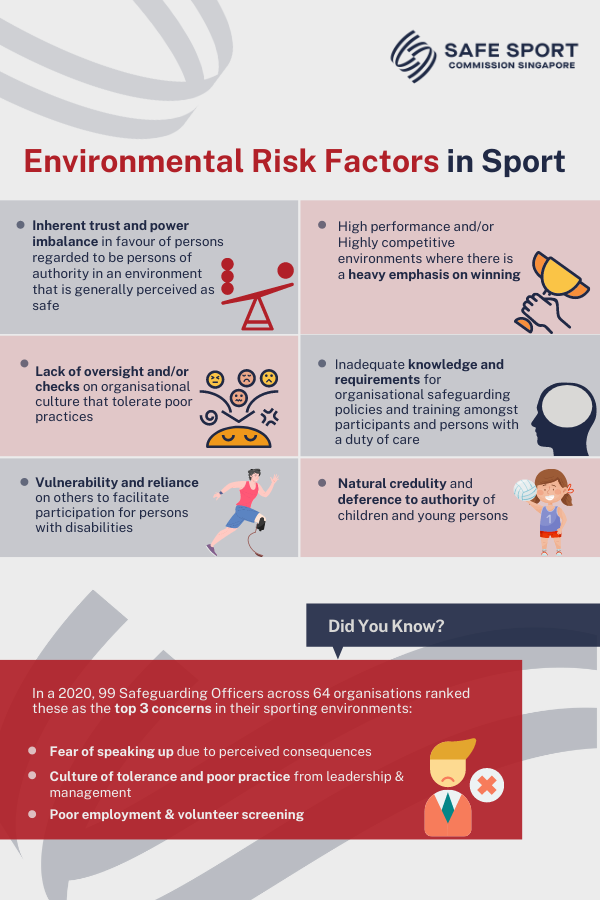 SAFE SPORT
COMMISSION SINGAPORE
Environmental Risk Factors in Sport
Inherent trust and power
imbalance in favour of persons
regarded to be persons of
authority in an environment
that is generally perceived as
safe
High performance and/or
Highly competitive
environments where there is
a heavy emphasis on winning
Lack of oversight and/or
checks on organisational
culture that tolerate poor
practices
Inadequate knowledge and
requirements for
organisational safeguarding
policies and training amongst
participants and persons with
a duty of care
Vulnerability and reliance
on others to facilitate
participation for persons
with disabilities
Natural credulity and
deference to authority of
children and young persons
1
Did You Know?
In a 2020, 99 Safeguarding Officers across 64 organisations ranked
these as the top 3 concerns in their sporting environments:
Fear of speaking up due to perceived consequences
Culture of tolerance and poor practice from leadership &
management
Poor employment & volunteer screening